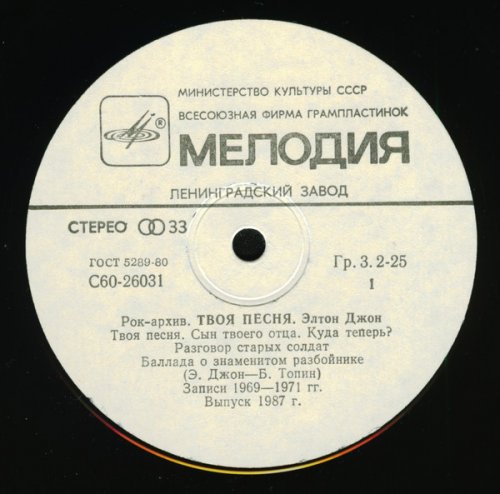 МИНИСТЕРСТВО КУЛЬТУРЫ СССР
ВСЕСОЮЗНАЯ ФИРМА ГРАМПЛАСТИНОК
®
МЕЛОДИЯ
ЛЕНИНГРАДСКИЙ ЗАВОД
СТЕРЕО 33
ГОСТ 5289-80
Гр. 3. 2-25
С60-26031
1
Рок-архив. ТВОЯ ПЕСНЯ. Элтон Джон
Твоя песня. Сын твоего отца. Куда теперь?
Разговор старых солдат
Баллада о знаменитом разбойнике
(Э. Джон—Б. Топин)
Записи 1969—1971 гг.
Выпуск 1987 г.